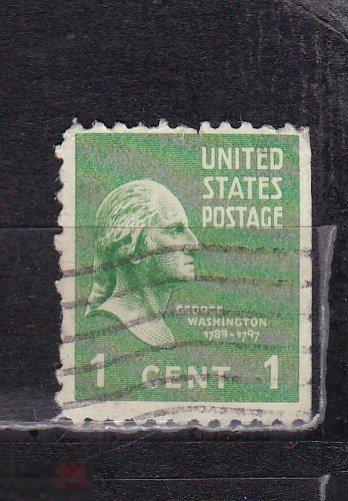 UNITED
STATES
POSTAGE
GEORGE
WASHINGTON
1789-1797
1 CENT 1